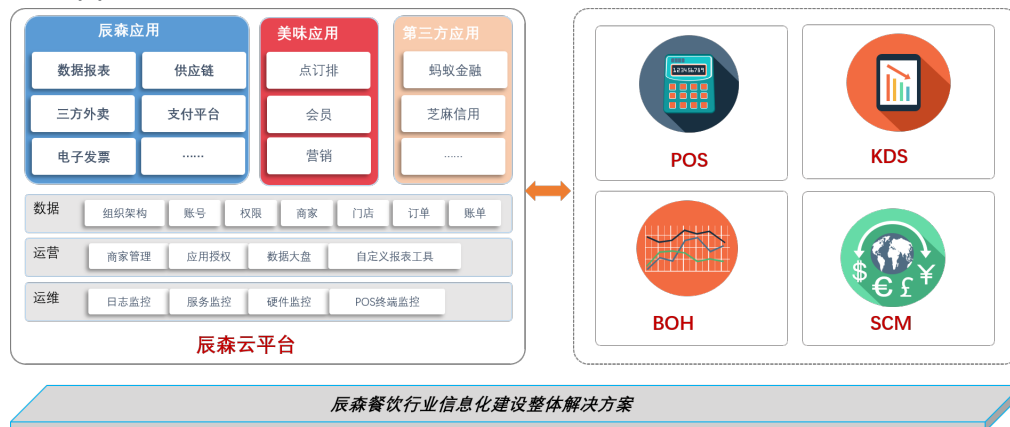 辰森应用
美味应用
第三方应用
数据报表
供应链
点订排
蚂蚁金融
三方外卖
支付平台
会员
芝麻信用
电子发票
……
营销
……
数据
组织架构
账号
权限
商家
门店
订单
账单
运营
商家管理
应用授权
数据大盘
自定义报表工具
运维
日志监控
服务监控
硬件监控
POS终端监控
辰森云平台
123456789
POS
KDS
BOH
$ € £ ¥
SCM
辰森餐饮行业信息化建设整体解决方案